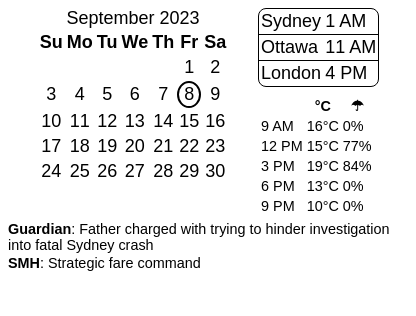 September 2023
Su Mo Tu We Th Fr Sa
1 2
3 4 5 6 7 8 9
10 11 12 13 14 15 16
17 18 19 20 21 22 23
24 25 26 27 28 29 30
Sydney 1 AM
Ottawa 11 AM
London 4 PM
°C ☂
9 AM 16°C 0%
12 PM 15°C 77%
3 PM 19°C 84%
6 PM 13°C 0%
9 PM 10°C 0%
Guardian: Father charged with trying to hinder investigation
into fatal Sydney crash
SMH: Strategic fare command